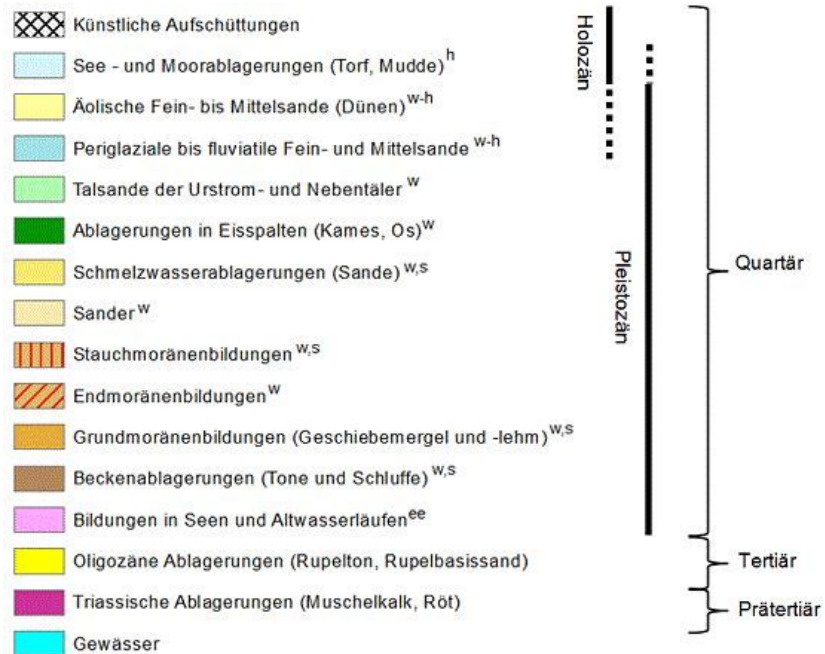 Künstliche Aufschüttungen
See - und Moorablagerungen (Torf, Mudde)h
Äolische Fein- bis Mittelsande (Dünen)w-h
Periglaziale bis fluviatile Fein- und Mittelsande w-h
Talsande der Urstrom- und Nebentäler w
Ablagerungen in Eisspalten (Kames, Os)w
Schmelzwasserablagerungen (Sande) w,s
Sander w
Stauchmoränenbildungen w,s
Endmoränenbildungen w
Grundmoränenbildungen (Geschiebemergel und -lehm)w,s
Beckenablagerungen (Tone und Schluffe) w,s
Bildungen in Seen und Altwasserläufen ee
Oligozäne Ablagerungen (Rupelton, Rupelbasissand)
Triassische Ablagerungen (Muschelkalk, Röt)
Gewässer
Holozän
Pleistozän
Quartär
Tertiär
Prätertiär